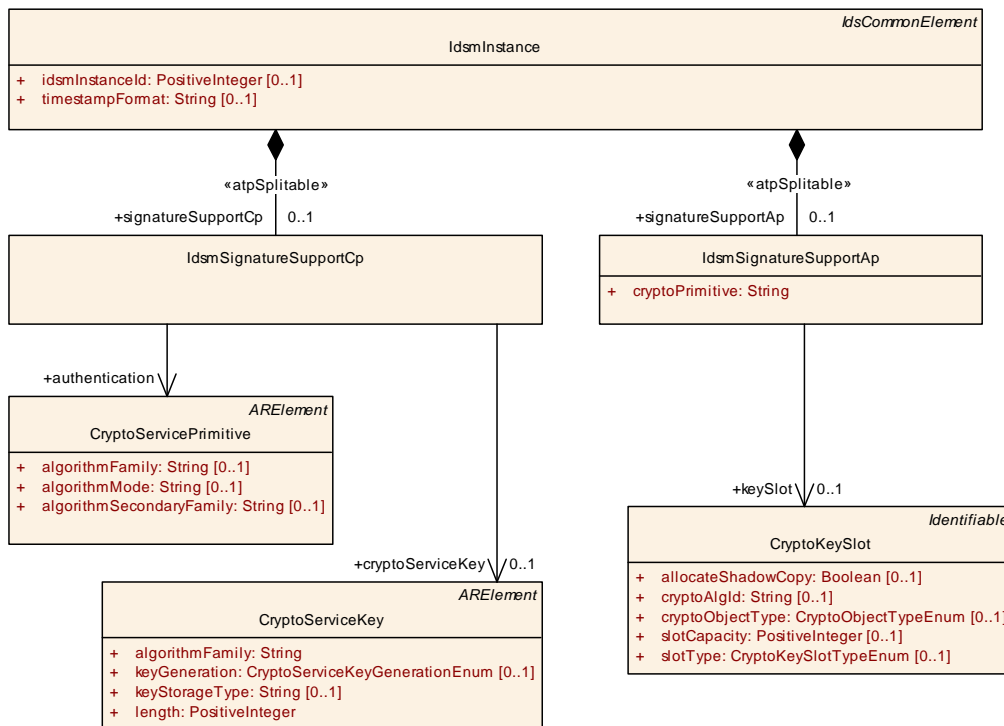 IdsCommonElement
IdsmInstance
+ idsmInstanceId: PositiveInteger [0..1]
+ timestampFormat: String [0..1]
«atpSplitable»
«atpSplitable»
+signatureSupportCp 0..1
+signatureSupportAp 0..1
IdsmSignatureSupportCp
IdsmSignatureSupportAp
+ cryptoPrimitive: String
+authentication
ARElement
CryptoServicePrimitive
+ algorithmFamily: String [0..1]
+ algorithmMode: String [0..1]
+ algorithmSecondaryFamily: String [0..1]
+keySlot 0..1
Identifiable
CryptoKeySlot
+ allocateShadowCopy: Boolean [0..1]
+ cryptoAlgId: String [0..1]
+ cryptoObjectType: CryptoObjectTypeEnum [0..1]
+ slotCapacity: PositiveInteger [0..1]
+ slotType: CryptoKeySlotTypeEnum [0..1]
+cryptoServiceKey 0..1
ARElement
CryptoServiceKey
+ algorithmFamily: String
+ keyGeneration: CryptoServiceKeyGenerationEnum [0..1]
+ keyStorageType: String [0..1]
+ length: PositiveInteger